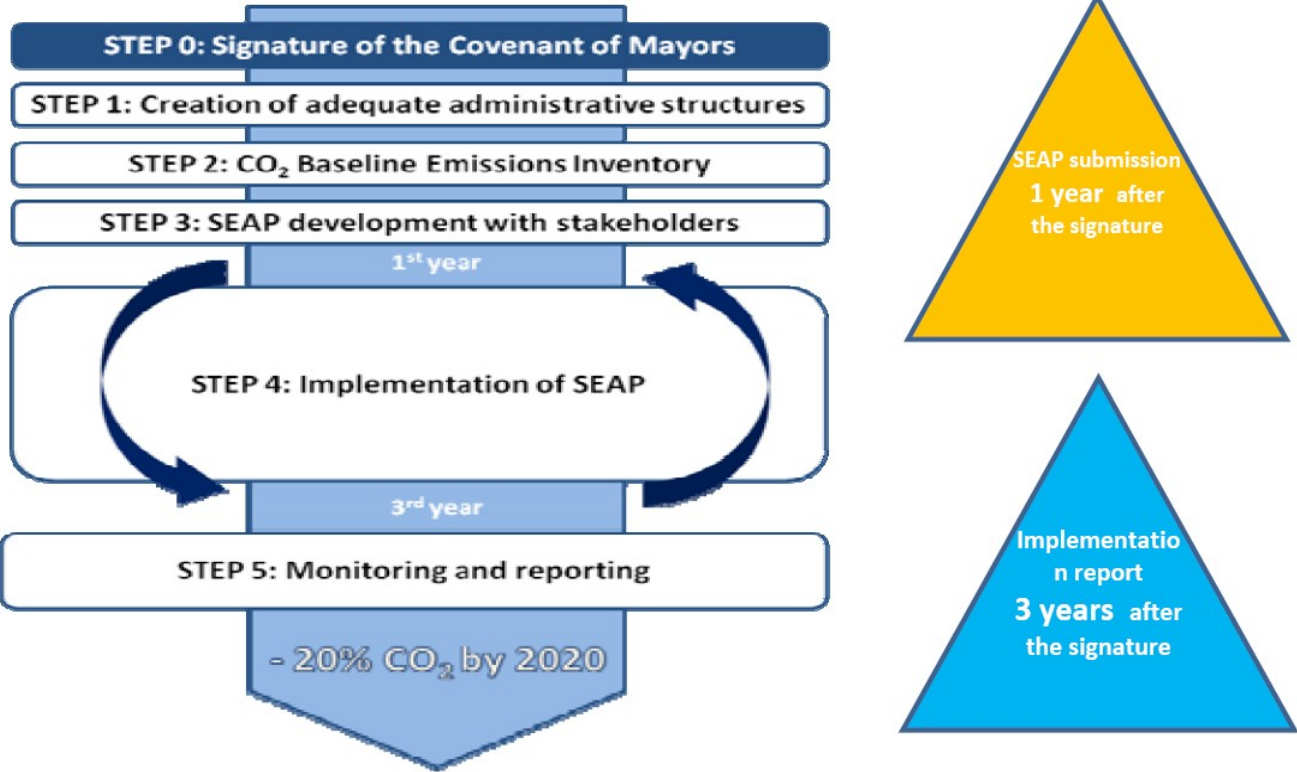 STEP 0: Signature of the Covenant of Mayors
STEP 1: Creation of adequate administrative structures
STEP 2: CO₂ Baseline Emissions Inventory
STEP 3: SEAP development with stakeholders
1st year
STEP 4: Implementation of SEAP
3rd year
STEP 5: Monitoring and reporting
- 20% CO₂ by 2020
SEAP submission
1 year after
the signature
Implementatio
n report
3 years after
the signature